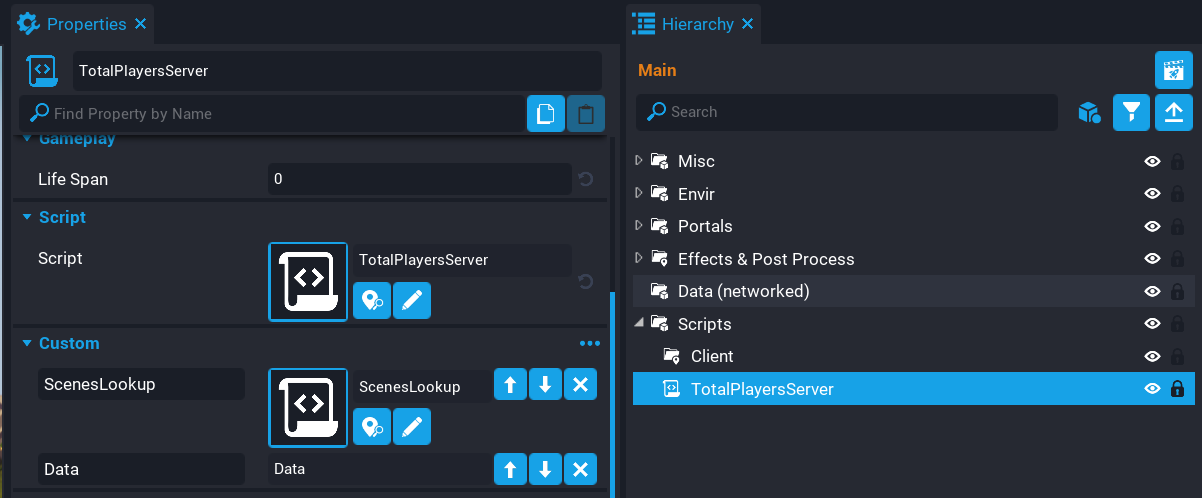 Properties
TotalPlayersServer
Find Property by Name
Gameplay
Life Span
0
Script
Script
TotalPlayersServer
Custom
ScenesLookup
ScenesLookup
Data
Data
Hierarchy
Main
Search
Misc
Envir
Portals
Effects & Post Process
Data (networked)
Scripts
Client
TotalPlayersServer